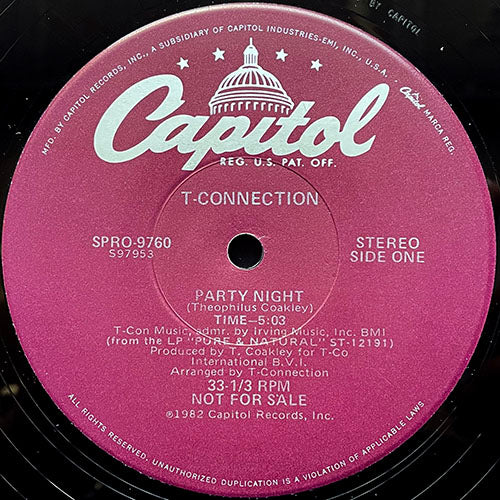 BY CAPITOL
MFD. BY CAPITOL RECORDS, INC., A SUBSIDIARY OF CAPITOL INDUSTRIES-EMI, INC., U.S.A. • Capitol MARCA REG.
Capitol
REG. U.S. PAT. OFF.
T-CONNECTION
SPRO-9760
S97953
STEREO
SIDE ONE
PARTY NIGHT
(Theophilus Coakley)
TIME—5:03
T-Con Music, admr. by Irving Music, Inc. BMI
(from the LP "PURE & NATURAL" ST-12191)
Produced by T. Coakley for T-Co
International B.V.I.
Arranged by T-Connection
33-1/3 RPM
NOT FOR SALE
℗1982 Capitol Records, Inc.
ALL RIGHTS RESERVED. UNAUTHORIZED DUPLICATION IS A VIOLATION OF APPLICABLE LAWS